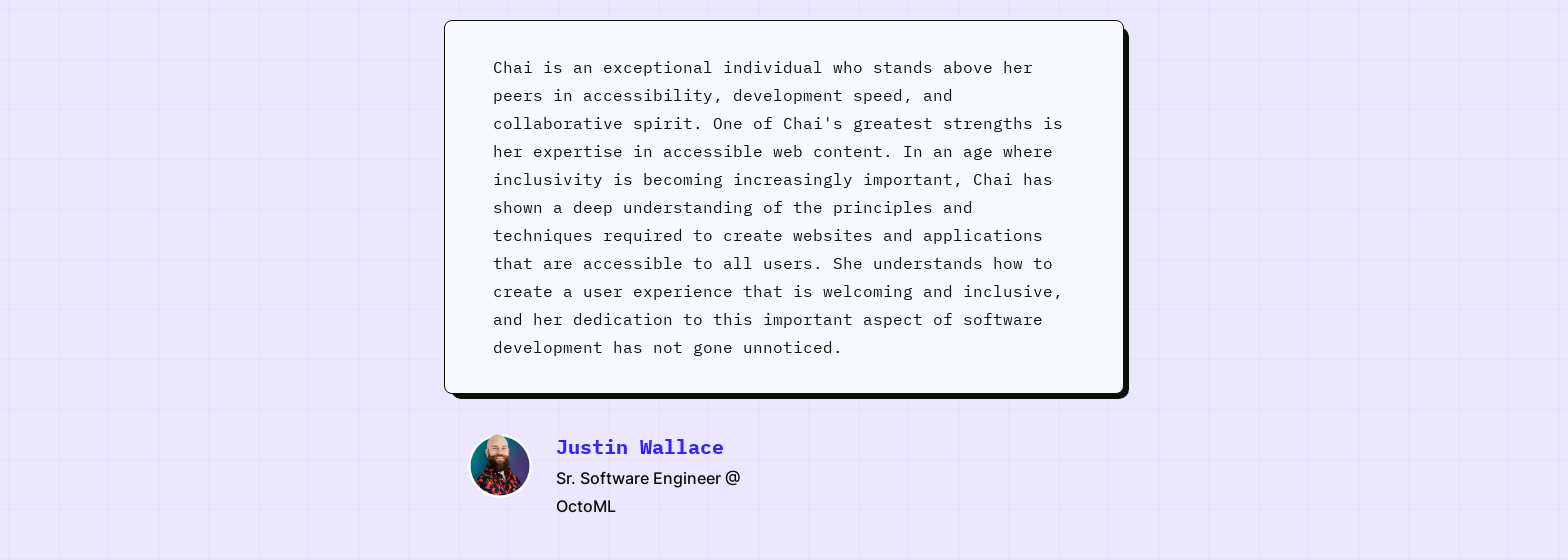 Chai is an exceptional individual who stands above her
peers in accessibility, development speed, and
collaborative spirit. One of Chai's greatest strengths is
her expertise in accessible web content. In an age where
inclusivity is becoming increasingly important, Chai has
shown a deep understanding of the principles and
techniques required to create websites and applications
that are accessible to all users. She understands how to
create a user experience that is welcoming and inclusive,
and her dedication to this important aspect of software
development has not gone unnoticed.
Justin Wallace
Sr. Software Engineer @
OctoML